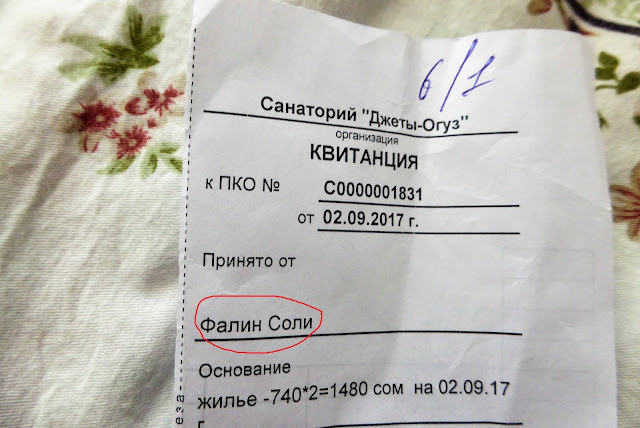 6/1
Санаторий "Джеты-Огуз"
организация
КВИТАНЦИЯ
к ПКО № С0000001831
от 02.09.2017 г.
Принято от
Фалин Соли
Основание
жилье -740*2=1480 сом на 02.09.17
г
еза